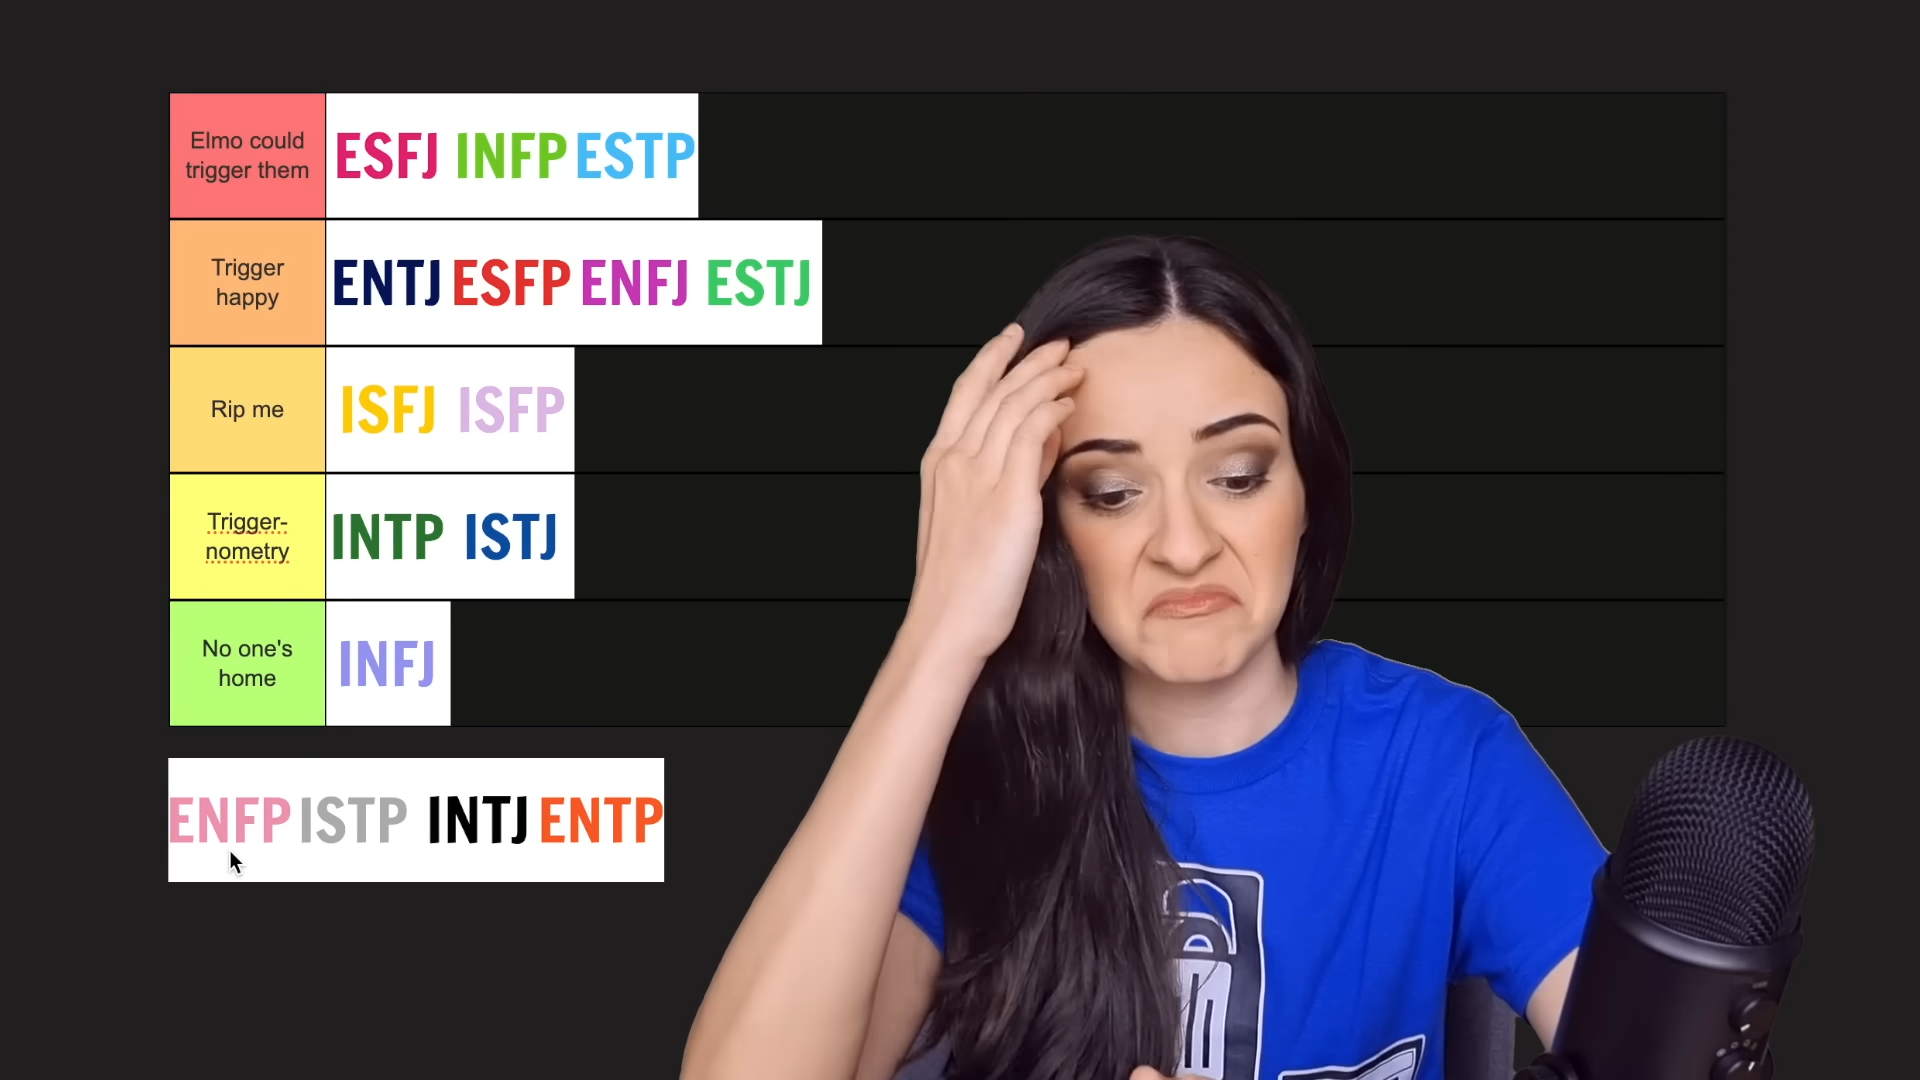 Elmo could
trigger them
ESFJ INFP ESTP
Trigger
happy
ENTJ ESFP ENFJ ESTJ
Rip me
ISFJ ISFP
Trigger-
nometry
INTP ISTJ
No one's
home
INFJ
ENFP ISTP INTJ ENTP